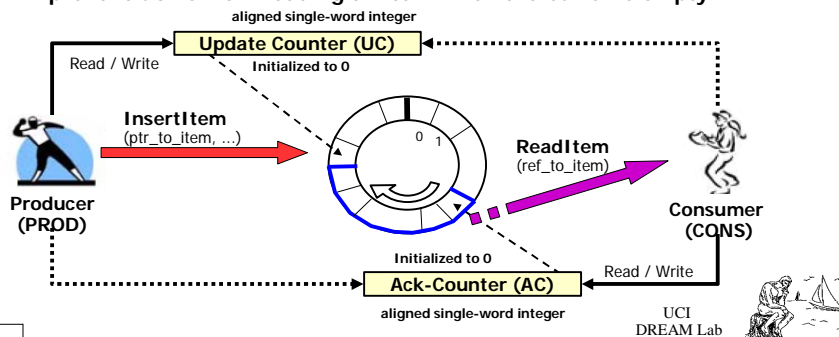 aligned single-word integer
Update Counter (UC)
Read / Write
Initialized to 0
InsertItem
(ptr_to_item, ...)
0 1
ReadItem
(ref_to_item)
Producer
(PROD)
Consumer
(CONS)
Initialized to 0
Ack-Counter (AC)
Read / Write
aligned single-word integer
UCI
DREAM Lab